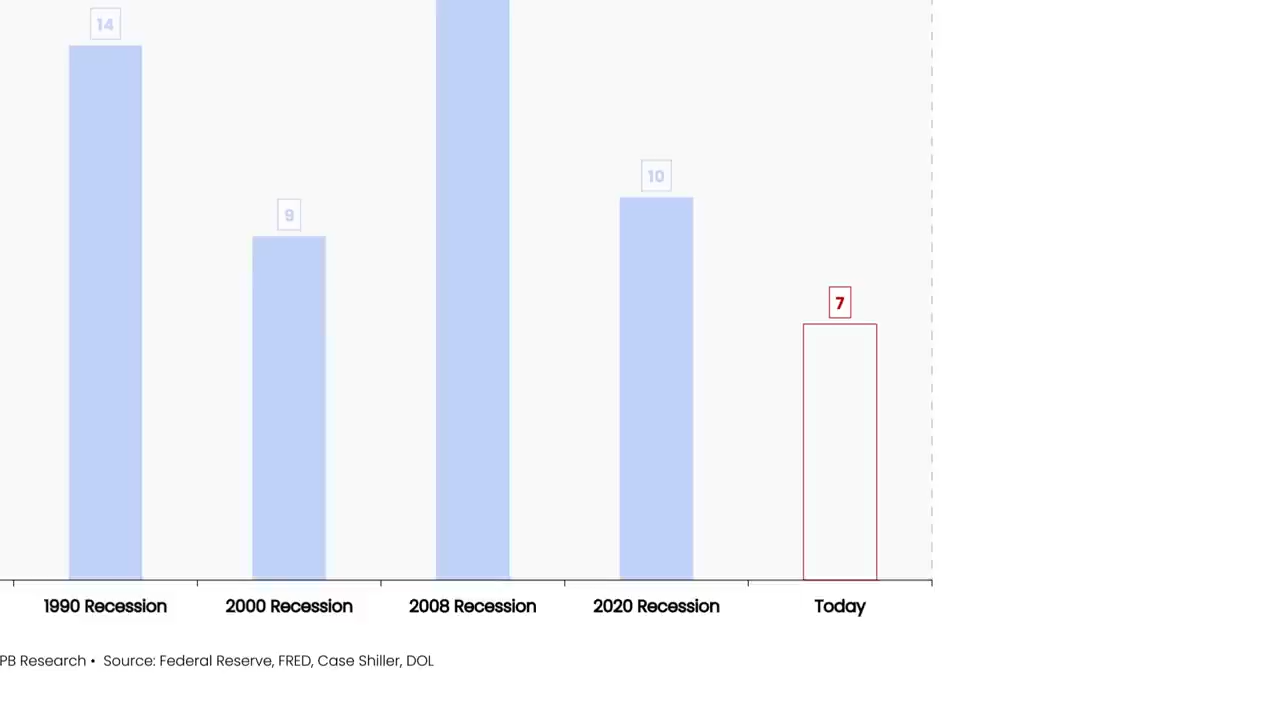 14
10
9
7
1990 Recession 2000 Recession 2008 Recession 2020 Recession Today
PB Research • Source: Federal Reserve, FRED, Case Shiller, DOL